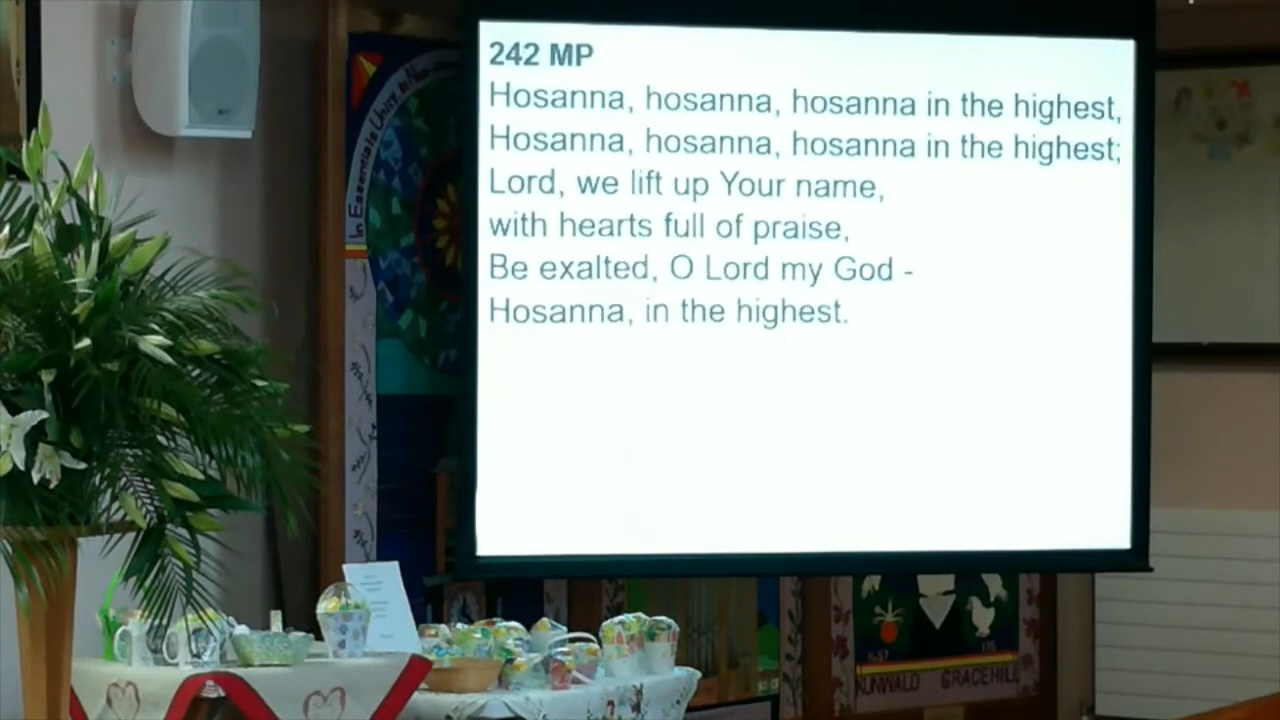 242 MP
Hosanna, hosanna, hosanna in the highest,
Hosanna, hosanna, hosanna in the highest;
Lord, we lift up Your name,
with hearts full of praise,
Be exalted, O Lord my God -
Hosanna, in the highest.
In Essentials Unity, In
KUNWALD GRACEHILL